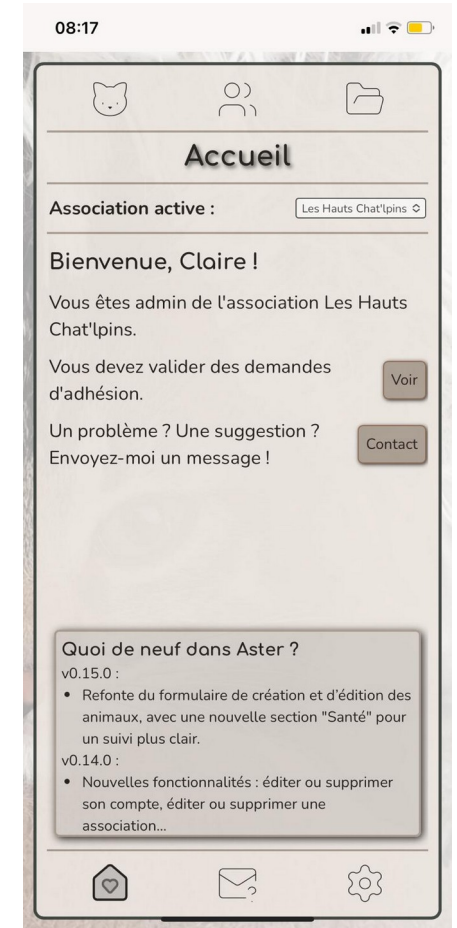 08:17
Accueil
Association active :
Les Hauts Chat'lpins
Bienvenue, Claire !
Vous êtes admin de l'association Les Hauts
Chat'lpins.
Vous devez valider des demandes
d'adhésion.
Voir
Un problème ? Une suggestion ?
Envoyez-moi un message !
Contact
Quoi de neuf dans Aster ?
v0.15.0 :
• Refonte du formulaire de création et d’édition des
animaux, avec une nouvelle section "Santé" pour
un suivi plus clair.
v0.14.0 :
• Nouvelles fonctionnalités : éditer ou supprimer
son compte, éditer ou supprimer une
association...
?